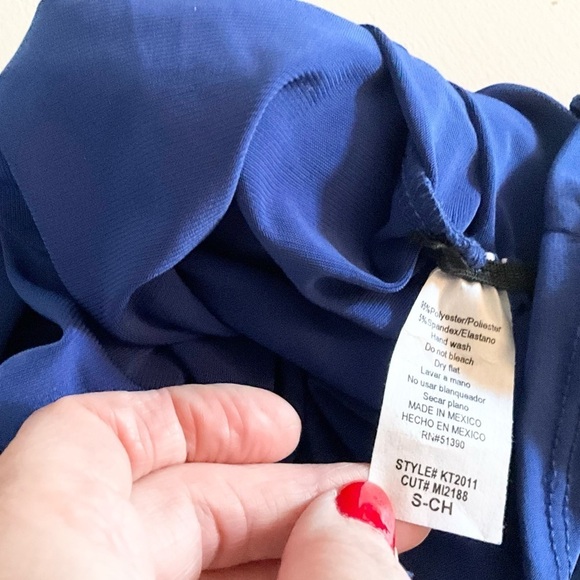 %Polyester/Poliester
%Spandex/Elastano
Hand wash
Do not bleach
Dry flat
Lavar a mano
No usar blanqueador
Secar plano
MADE IN MEXICO
HECHO EN MEXICO
RN#51390
STYLE# KT2011
CUT# MI2188
S-CH